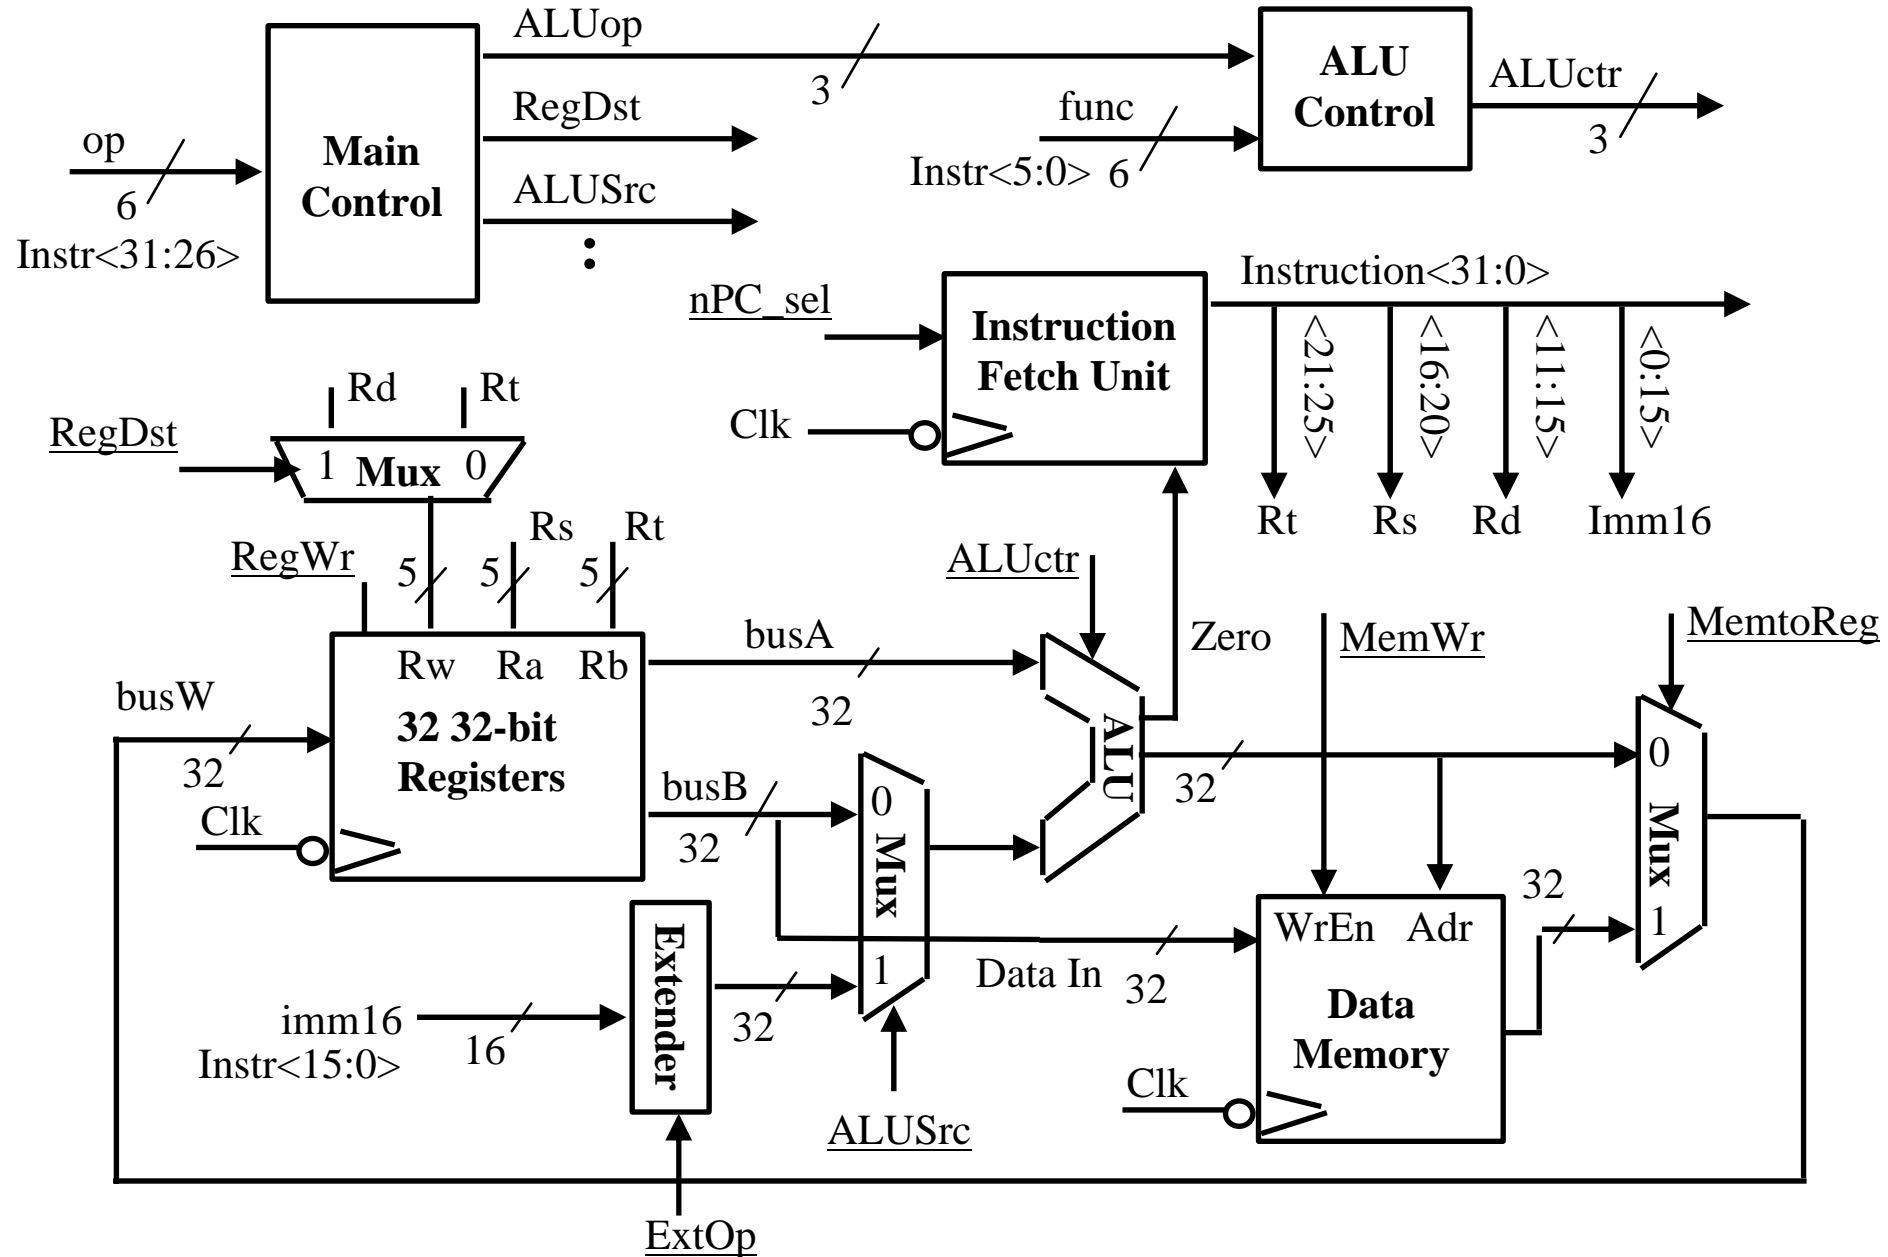 ALUop
3
ALU
Control
ALUctr
3
RegDst
func
Instr<5:0> 6
op
6
Instr<31:26>
Main
Control
ALUSrc
:
nPC_sel
Instruction
Fetch Unit
Clk
Instruction<31:0>
<21:25>
<16:20>
<11:15>
<0:15>
Rt
Rs
Rd
Imm16
Rd
Rt
RegDst
1 Mux 0
RegWr
5
5
Rs
5
Rt
Rw Ra Rb
32 32-bit
Registers
busW
32
Clk
busA
32
busB
32
ALUctr
ALU
Zero
32
MemWr
MemtoReg
0
Mux
1
0
Mux
1
32
WrEn Adr
Data
Memory
Clk
Data In
32
Extender
32
imm16
Instr<15:0>
16
ALUSrc
ExtOp